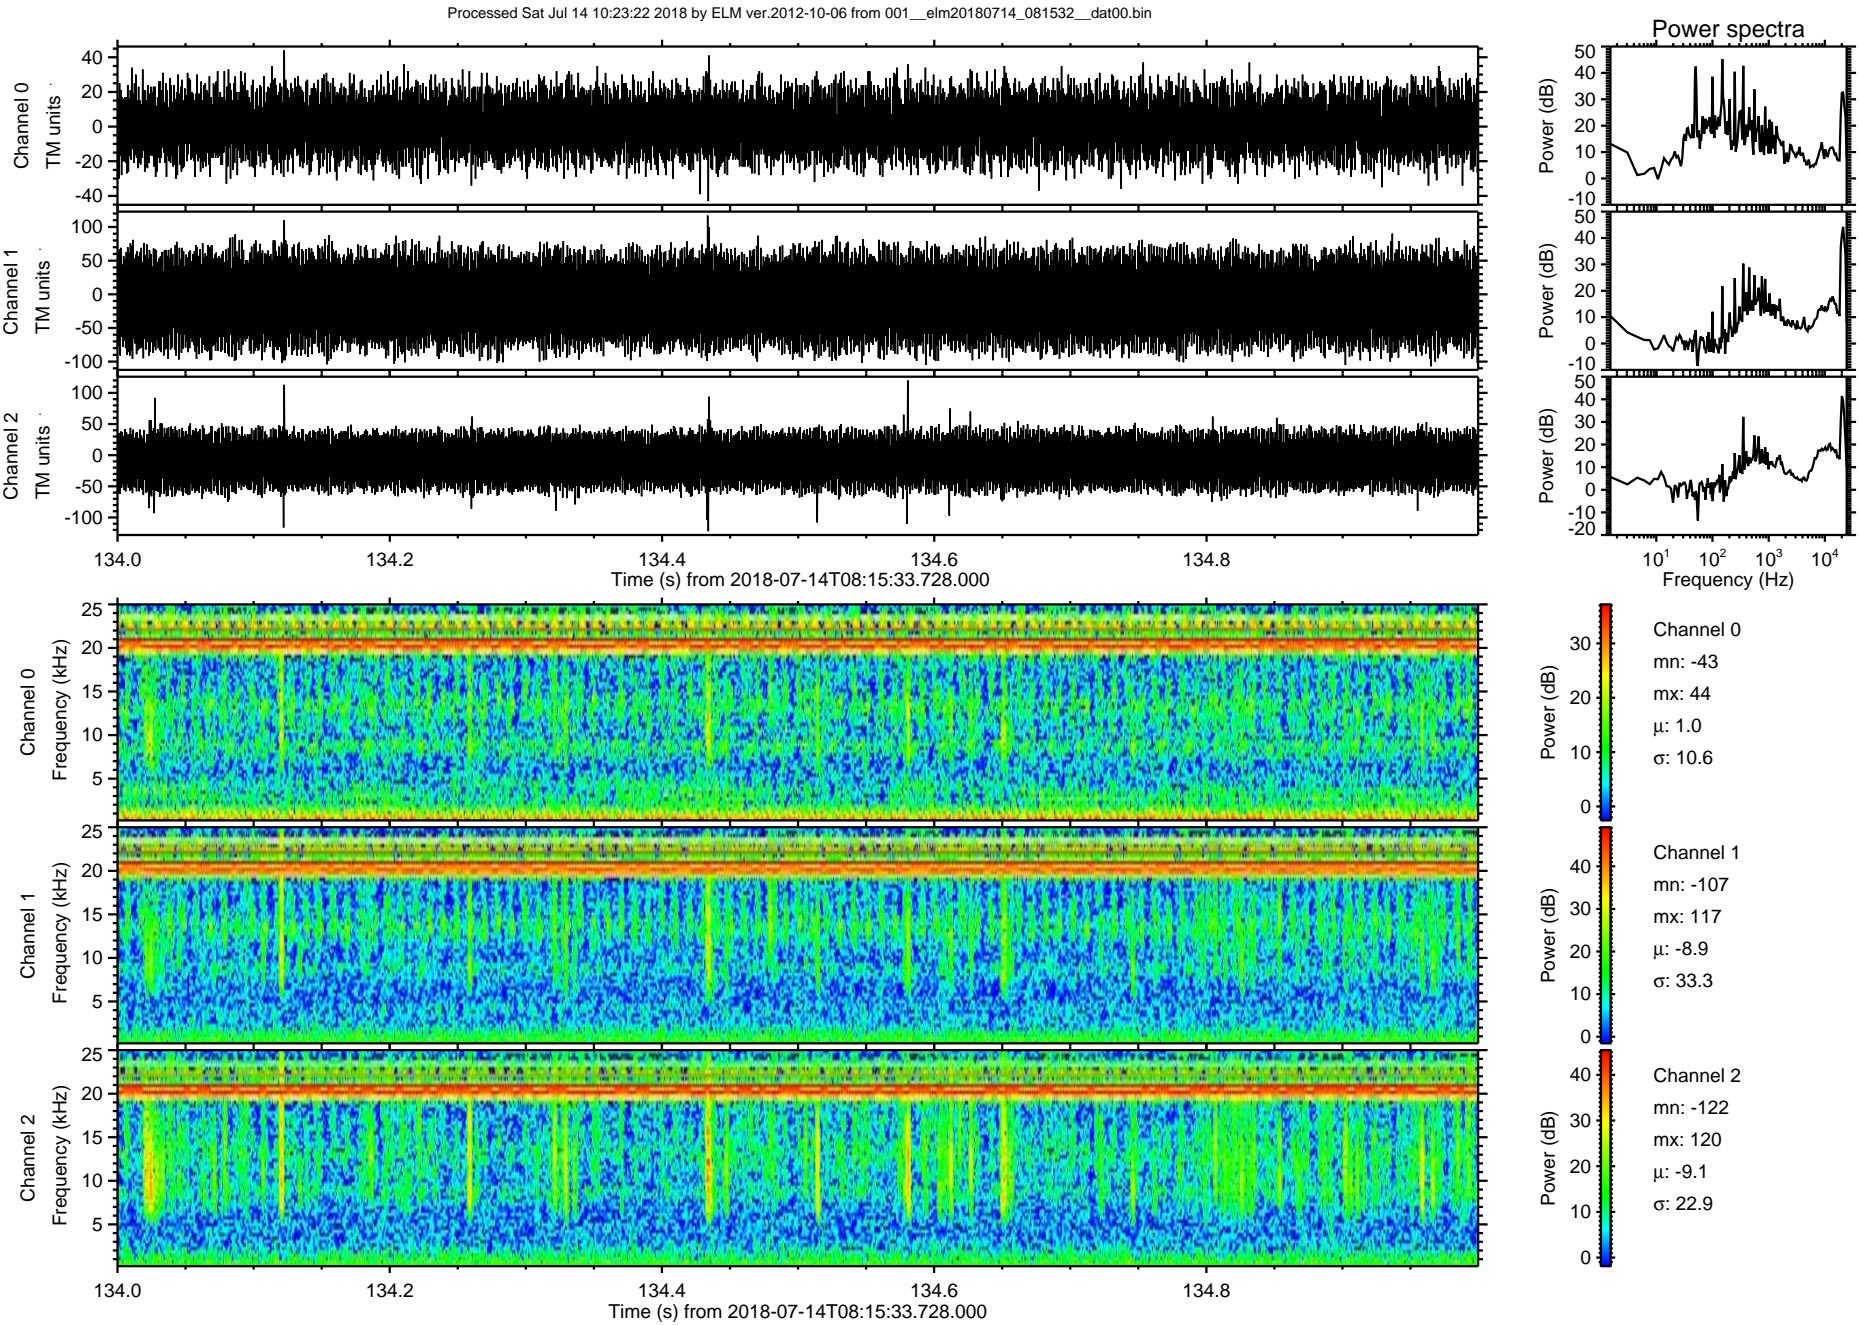 Processed Sat Jul 14 10:23:22 2018 by ELM ver.2012-10-06 from 001__elm20180714_081532__dat00.bin
Power spectra
Channel 0
TM units
40
20
0
-20
-40
Power (dB)
50
40
30
20
10
0
-10
Channel 1
TM units
100
50
0
-50
-100
Power (dB)
50
40
30
20
10
0
-10
Channel 2
TM units
100
50
0
-50
-100
Power (dB)
50
40
30
20
10
0
-10
-20
134.0 134.2 134.4 134.6 134.8
Time (s) from 2018-07-14T08:15:33.728.000
10^1 10^2 10^3 10^4
Frequency (Hz)
Channel 0
Frequency (kHz)
25
20
15
10
5
Power (dB)
30
20
10
0
Channel 0
mn: -43
mx: 44
μ: 1.0
σ: 10.6
Channel 1
Frequency (kHz)
25
20
15
10
5
Power (dB)
40
30
20
10
0
Channel 1
mn: -107
mx: 117
μ: -8.9
σ: 33.3
Channel 2
Frequency (kHz)
25
20
15
10
5
Power (dB)
40
30
20
10
0
Channel 2
mn: -122
mx: 120
μ: -9.1
σ: 22.9
134.0 134.2 134.4 134.6 134.8
Time (s) from 2018-07-14T08:15:33.728.000